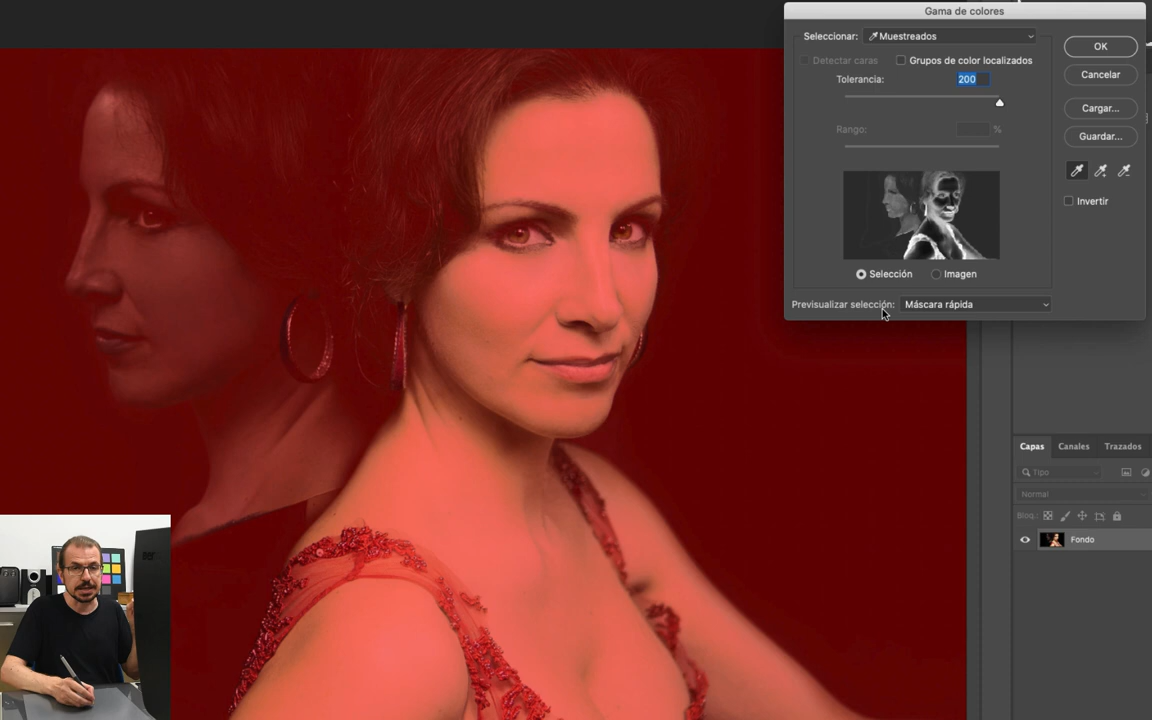 Gama de colores
Seleccionar: Muestreados
OK
Detectar caras Grupos de color localizados
Tolerancia: 200
Cancelar
Cargar...
Rango: %
Guardar...
Invertir
Selección Imagen
Previsualizar selección: Máscara rápida
Capas Canales Trazados
Tipo
Normal
Bloq.:
Fondo